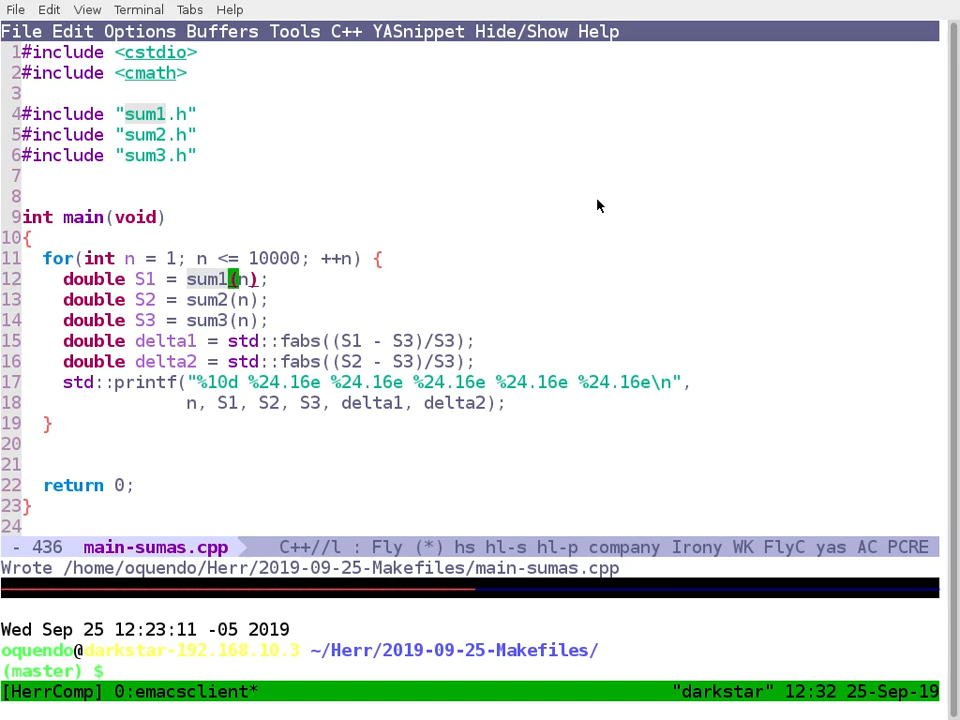 File Edit View Terminal Tabs Help
File Edit Options Buffers Tools C++ YASnippet Hide/Show Help
1#include <cstdio>
2#include <cmath>
3
4#include "sum1.h"
5#include "sum2.h"
6#include "sum3.h"
7
8
9int main(void)
10{
11  for(int n = 1; n <= 10000; ++n) {
12    double S1 = sum1(n);
13    double S2 = sum2(n);
14    double S3 = sum3(n);
15    double delta1 = std::fabs((S1 - S3)/S3);
16    double delta2 = std::fabs((S2 - S3)/S3);
17    std::printf("%10d %24.16e %24.16e %24.16e %24.16e %24.16e\n",
18                n, S1, S2, S3, delta1, delta2);
19  }
20
21
22  return 0;
23}
24
- 436 main-sumas.cpp C++//l : Fly (*) hs hl-s hl-p company Irony WK FlyC yas AC PCRE
Wrote /home/oquendo/Herr/2019-09-25-Makefiles/main-sumas.cpp
Wed Sep 25 12:23:11 -05 2019
oquendo@darkstar-192.168.10.3 ~/Herr/2019-09-25-Makefiles/
(master) $
[HerrComp] 0:emacsclient* "darkstar" 12:32 25-Sep-19